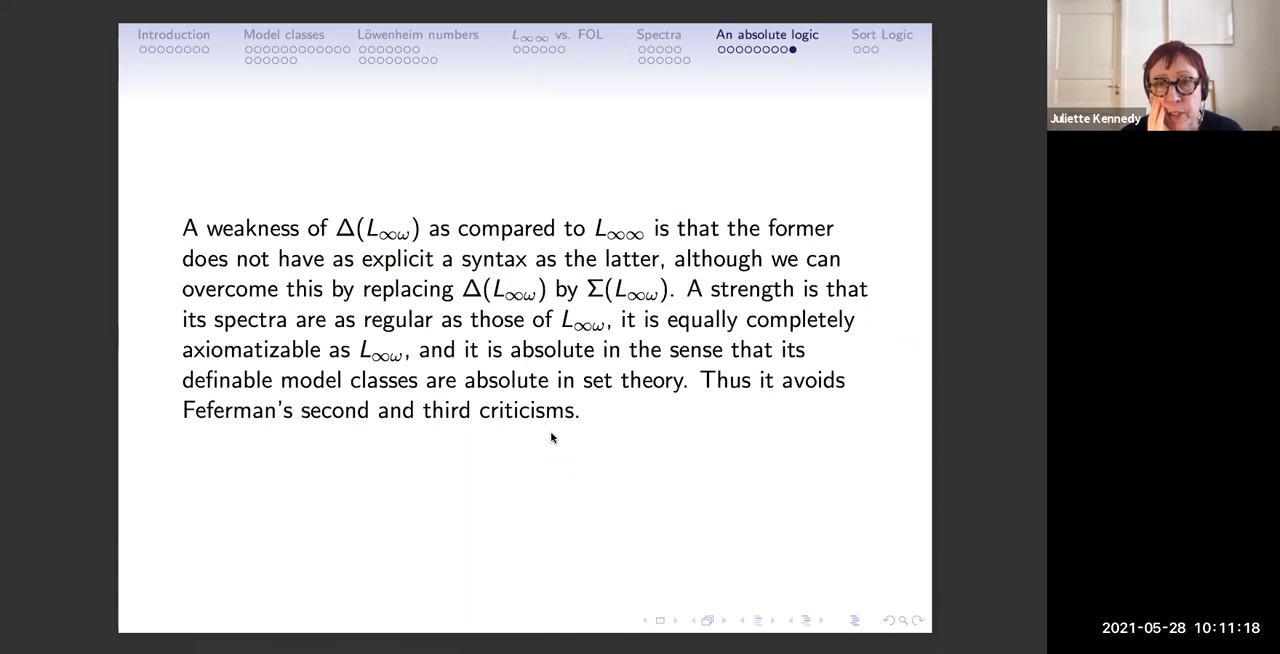 Introduction Model classes Löwenheim numbers L∞∞ vs. FOL Spectra An absolute logic Sort Logic
A weakness of Δ(L∞ω) as compared to L∞∞ is that the former
does not have as explicit a syntax as the latter, although we can
overcome this by replacing Δ(L∞ω) by Σ(L∞ω). A strength is that
its spectra are as regular as those of L∞ω, it is equally completely
axiomatizable as L∞ω, and it is absolute in the sense that its
definable model classes are absolute in set theory. Thus it avoids
Feferman's second and third criticisms.
Juliette Kennedy
2021-05-28 10:11:18